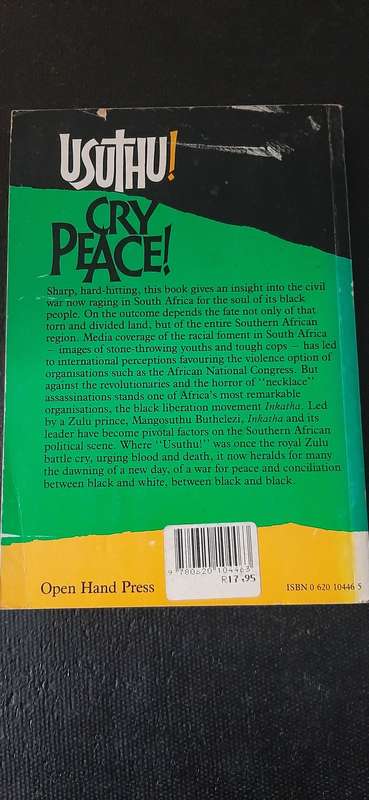 USUTHU!
CRY
PEACE!
Sharp, hard-hitting, this book gives an insight into the civil
war now raging in South Africa for the soul of its black
people. On the outcome depends the fate not only of that
torn and divided land, but of the entire Southern African
region. Media coverage of the racial foment in South Africa
— images of stone-throwing youths and tough cops — has led
to international perceptions favouring the violence option of
organisations such as the African National Congress. But
against the revolutionaries and the horror of "necklace"
assassinations stands one of Africa's most remarkable
organisations, the black liberation movement Inkatha. Led
by a Zulu prince, Mangosuthu Buthelezi, Inkatha and its
leader have become pivotal factors on the Southern African
political scene. Where "Usuthu!" was once the royal Zulu
battle cry, urging blood and death, it now heralds for many
the dawning of a new day, of a war for peace and conciliation
between black and white, between black and black.
9 780620 104463
R17.95
Open Hand Press
ISBN 0 620 10446 5